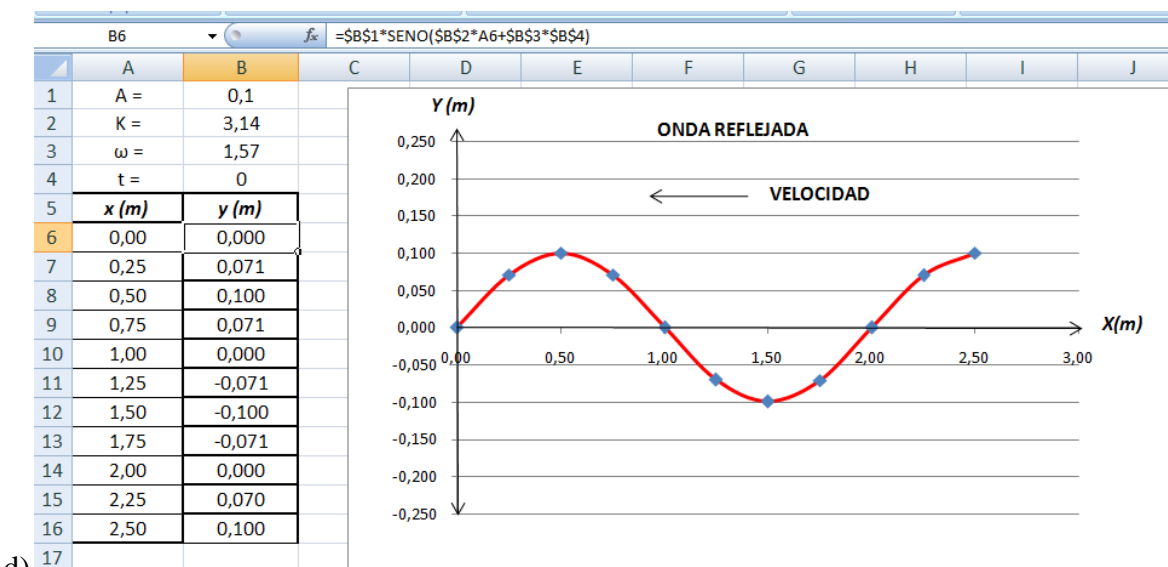 B6 fx =$B$1*SENO($B$2*A6+$B$3*$B$4)
A B C D E F G H I J
1 A = 0,1
2 K = 3,14
3 ω = 1,57
4 t = 0
5 x (m) y (m)
6 0,00 0,000
7 0,25 0,071
8 0,50 0,100
9 0,75 0,071
10 1,00 0,000
11 1,25 -0,071
12 1,50 -0,100
13 1,75 -0,071
14 2,00 0,000
15 2,25 0,070
16 2,50 0,100
d) 17
Y (m)
ONDA REFLEJADA
0,250
0,200
VELOCIDAD
0,150
0,100
0,050
0,000
X(m)
0,00 0,50 1,00 1,50 2,00 2,50 3,00
-0,050
-0,100
-0,150
-0,200
-0,250